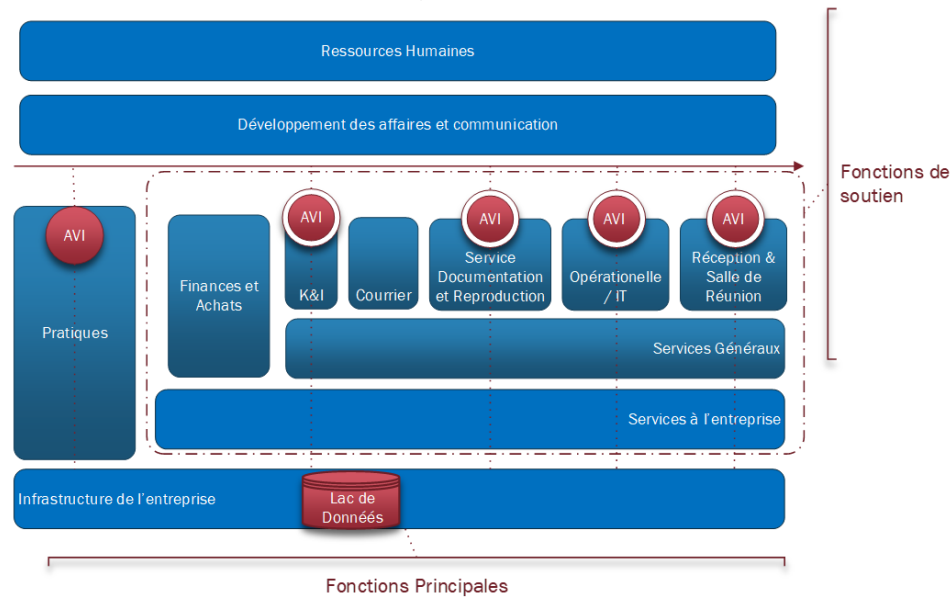 Ressources Humaines
Développement des affaires et communication
Fonctions de
soutien
AVI
AVI
AVI
AVI
AVI
Pratiques
Finances et
Achats
K&I
Courrier
Service
Documentation
et Reproduction
Opérationelle
/ IT
Réception &
Salle de
Réunion
Services Généraux
Services à l'entreprise
Infrastructure de l'entreprise
Lac de
Donnéés
Fonctions Principales